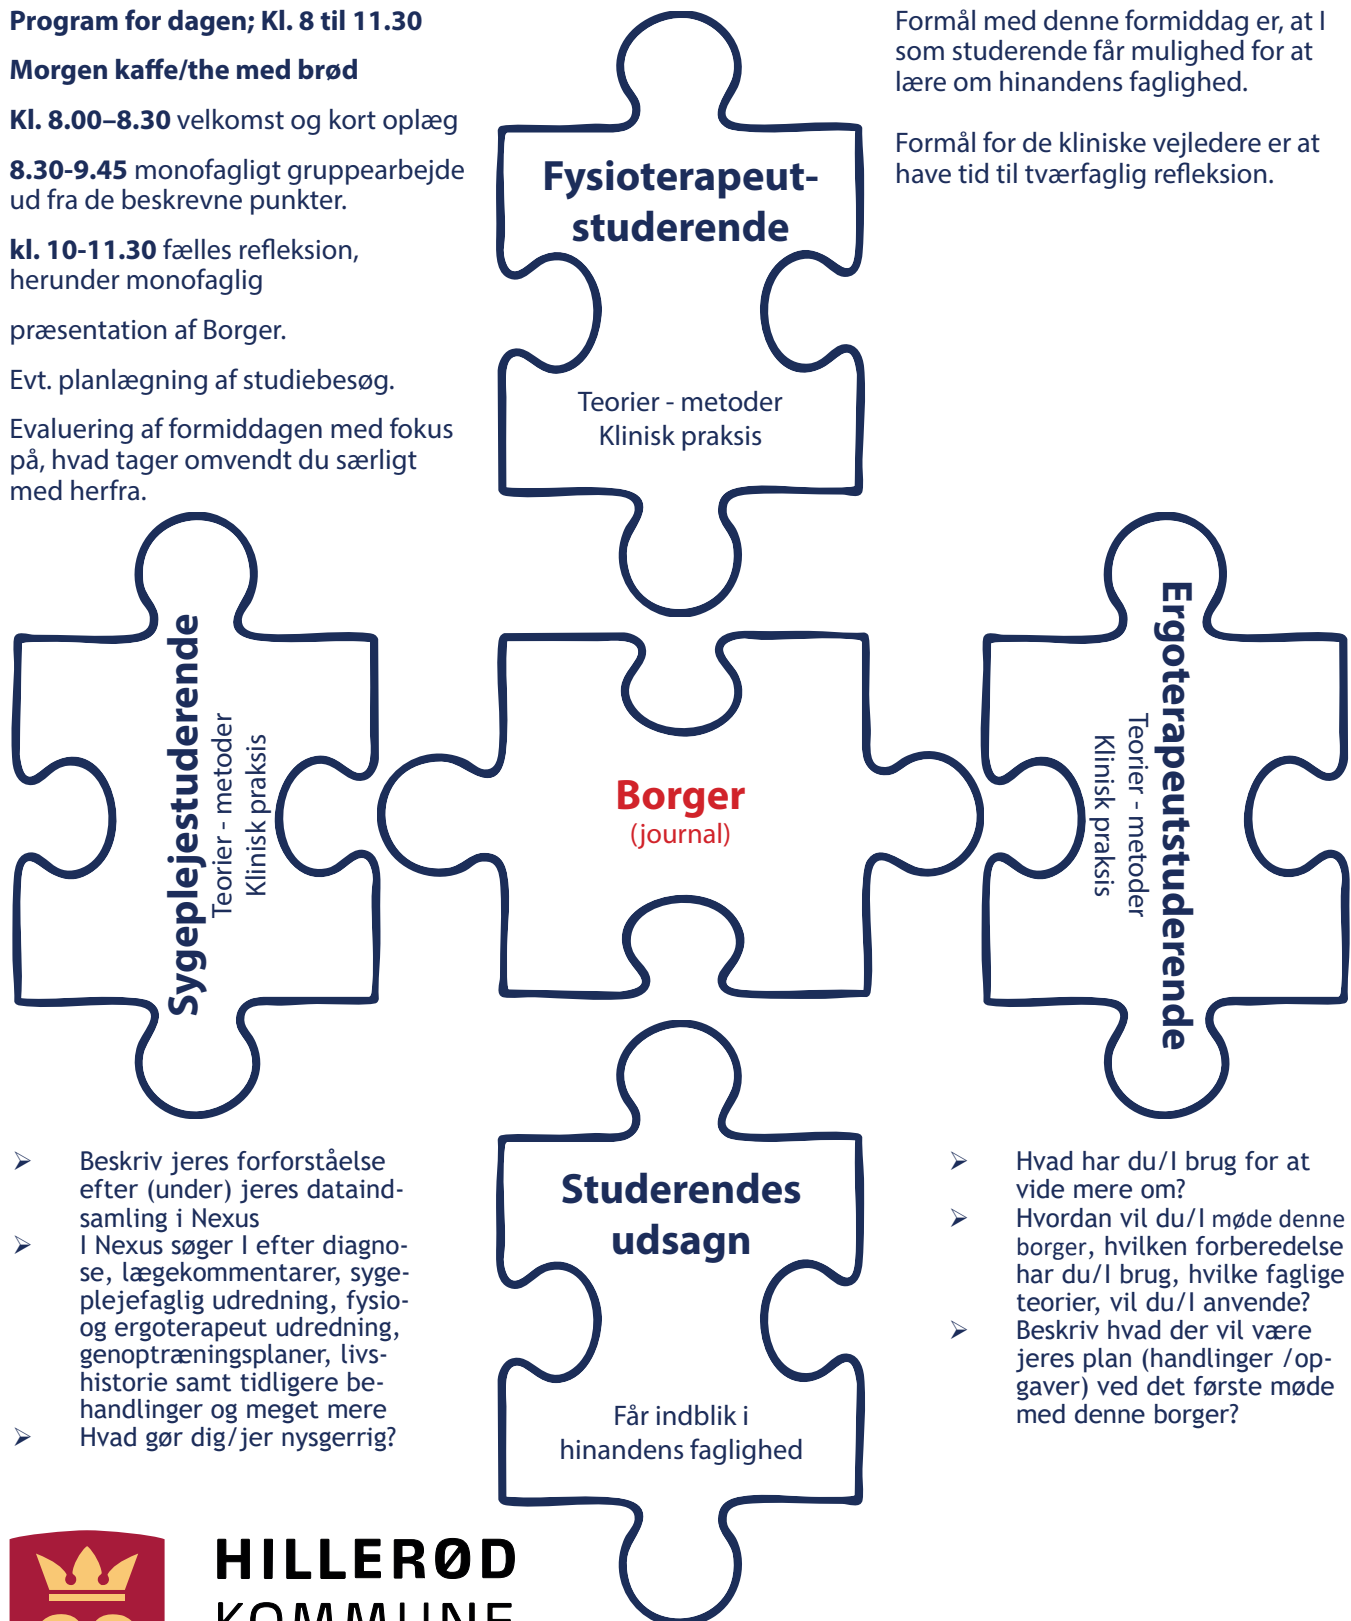 Program for dagen; Kl. 8 til 11.30
Morgen kaffe/the med brød
Kl. 8.00–8.30 velkomst og kort oplæg
8.30-9.45 monofagligt gruppearbejde
ud fra de beskrevne punkter.
kl. 10-11.30 fælles refleksion,
herunder monofaglig
præsentation af Borger.
Evt. planlægning af studiebesøg.
Evaluering af formiddagen med fokus
på, hvad tager omvendt du særligt
med herfra.
Fysioterapeut-
studerende
Teorier - metoder
Klinisk praksis
Formål med denne formiddag er, at I
som studerende får mulighed for at
lære om hinandens faglighed.
Formål for de kliniske vejledere er at
have tid til tværfaglig refleksion.
Sygeplejestuderende
Teorier - metoder
Klinisk praksis
Borger
(journal)
Ergoterapeutstuderende
Teorier - metoder
Klinisk praksis
➢ Beskriv jeres forforståelse
efter (under) jeres dataind-
samling i Nexus
➢ I Nexus søger I efter diagno-
se, lægekommentarer, syge-
plejefaglig udredning, fysio-
og ergoterapeut udredning,
genoptræningsplaner, livs-
historie samt tidligere be-
handlinger og meget mere
➢ Hvad gør dig/jer nysgerrig?
Studerendes
udsagn
Får indblik i
hinandens faglighed
➢ Hvad har du/I brug for at
vide mere om?
➢ Hvordan vil du/I møde denne
borger, hvilken forberedelse
har du/I brug, hvilke faglige
teorier, vil du/I anvende?
➢ Beskriv hvad der vil være
jeres plan (handlinger /op-
gaver) ved det første møde
med denne borger?
HILLERØD
KOMMUNE